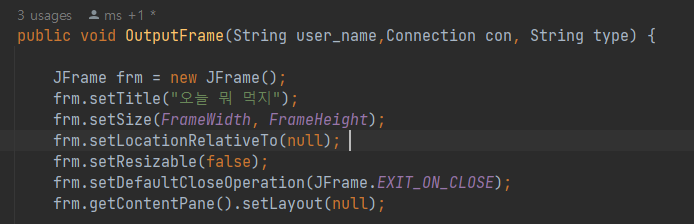 3 usages ms +1 *
public void OutputFrame(String user_name,Connection con, String type) {
JFrame frm = new JFrame();
frm.setTitle("오늘 뭐 먹지");
frm.setSize(FrameWidth, FrameHeight);
frm.setLocationRelativeTo(null);
frm.setResizable(false);
frm.setDefaultCloseOperation(JFrame.EXIT_ON_CLOSE);
frm.getContentPane().setLayout(null);